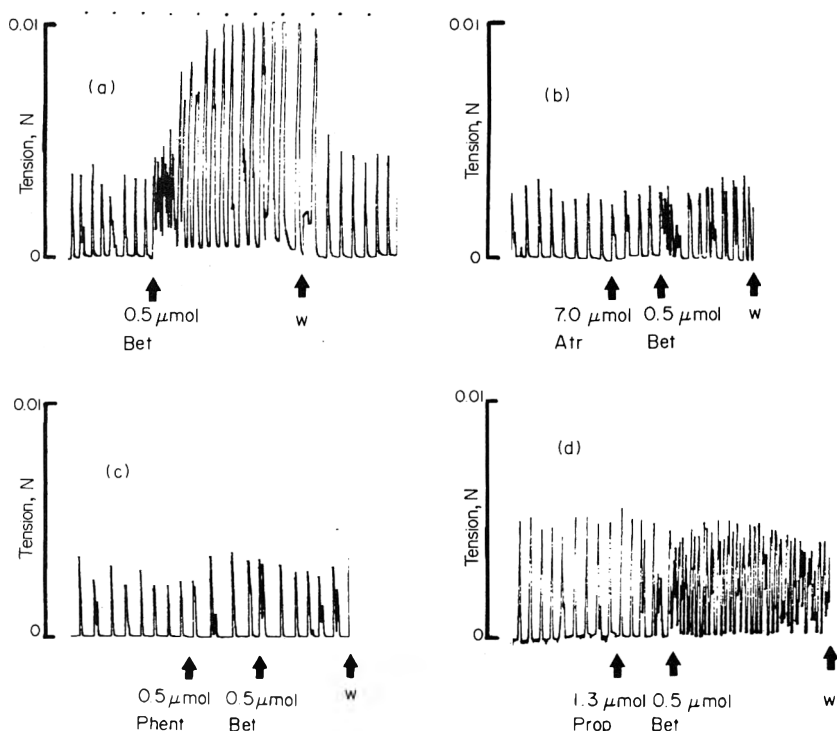 0.01
Tension, N
(a)
0
0.5 μmol
Bet
w
0.01
Tension, N
(b)
0
7.0 μmol
Atr
0.5 μmol
Bet
w
0.01
Tension, N
(c)
0
0.5 μmol
Phent
0.5 μmol
Bet
w
0.01
Tension, N
(d)
0
1.3 μmol
Prop
0.5 μmol
Bet
w